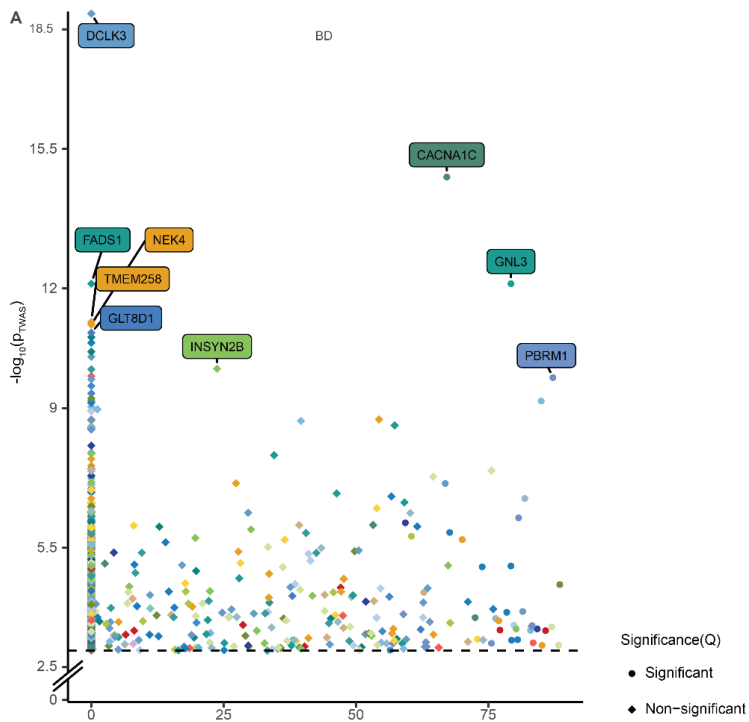 A
18.5
DCLK3
BD
15.5
CACNA1C
FADS1
NEK4
GNL3
TMEM258
12
GLT8D1
-log10(pTWAS)
INSYN2B
PBRM1
9
5.5
Significance(Q)
2.5
Significant
0
Non−significant
0
25
50
75